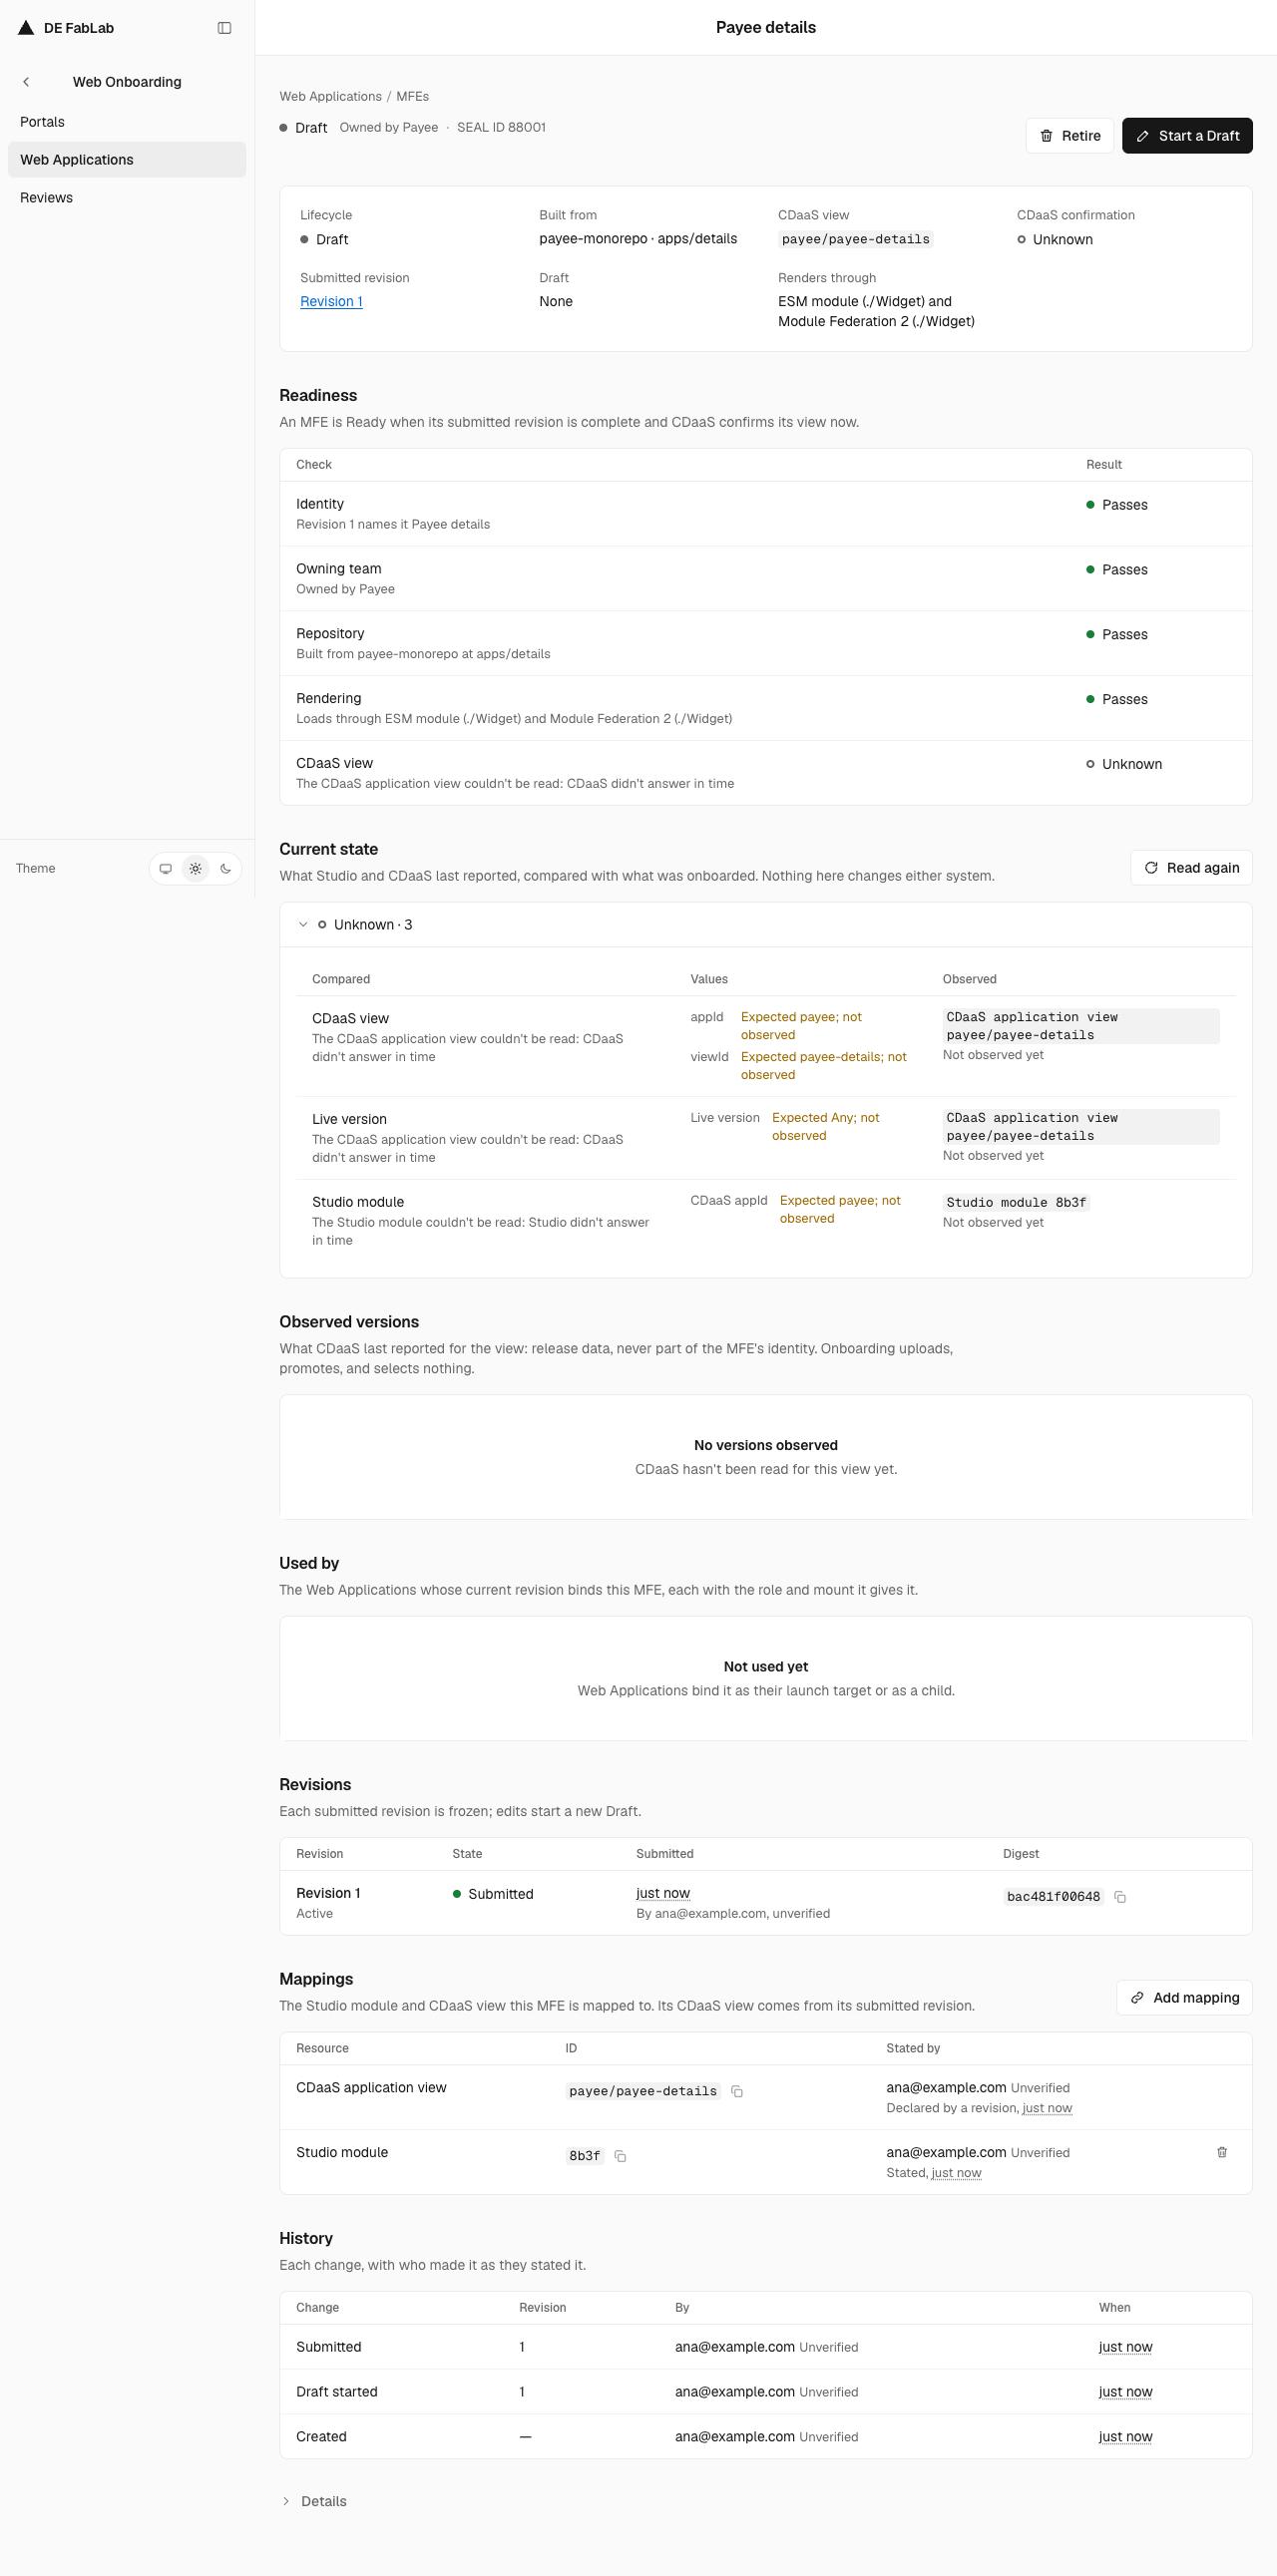 DE FabLab
Payee details
Web Onboarding
Portals
Web Applications
Reviews
Theme
Web Applications / MFEs
Draft Owned by Payee · SEAL ID 88001
Retire
Start a Draft
Lifecycle
Draft
Built from
payee-monorepo · apps/details
CDaaS view
payee/payee-details
CDaaS confirmation
Unknown
Submitted revision
Revision 1
Draft
None
Renders through
ESM module (./Widget) and
Module Federation 2 (./Widget)
Readiness
An MFE is Ready when its submitted revision is complete and CDaaS confirms its view now.
Check Result
Identity Passes
Revision 1 names it Payee details
Owning team Passes
Owned by Payee
Repository Passes
Built from payee-monorepo at apps/details
Rendering Passes
Loads through ESM module (./Widget) and Module Federation 2 (./Widget)
CDaaS view Unknown
The CDaaS application view couldn't be read: CDaaS didn't answer in time
Current state
What Studio and CDaaS last reported, compared with what was onboarded. Nothing here changes either system.
Read again
Unknown · 3
Compared Values Observed
CDaaS view
The CDaaS application view couldn't be read: CDaaS
didn't answer in time
appId Expected payee; not
observed
viewId Expected payee-details; not
observed
CDaaS application view
payee/payee-details
Not observed yet
Live version
The CDaaS application view couldn't be read: CDaaS
didn't answer in time
Live version Expected Any; not
observed
CDaaS application view
payee/payee-details
Not observed yet
Studio module
The Studio module couldn't be read: Studio didn't answer
in time
CDaaS appId Expected payee; not
observed
Studio module 8b3f
Not observed yet
Observed versions
What CDaaS last reported for the view: release data, never part of the MFE's identity. Onboarding uploads,
promotes, and selects nothing.
No versions observed
CDaaS hasn't been read for this view yet.
Used by
The Web Applications whose current revision binds this MFE, each with the role and mount it gives it.
Not used yet
Web Applications bind it as their launch target or as a child.
Revisions
Each submitted revision is frozen; edits start a new Draft.
Revision State Submitted Digest
Revision 1 Submitted just now bac481f00648
Active By ana@example.com, unverified
Mappings
The Studio module and CDaaS view this MFE is mapped to. Its CDaaS view comes from its submitted revision.
Add mapping
Resource ID Stated by
CDaaS application view payee/payee-details ana@example.com Unverified
Declared by a revision, just now
Studio module 8b3f ana@example.com Unverified
Stated, just now
History
Each change, with who made it as they stated it.
Change Revision By When
Submitted 1 ana@example.com Unverified just now
Draft started 1 ana@example.com Unverified just now
Created — ana@example.com Unverified just now
Details